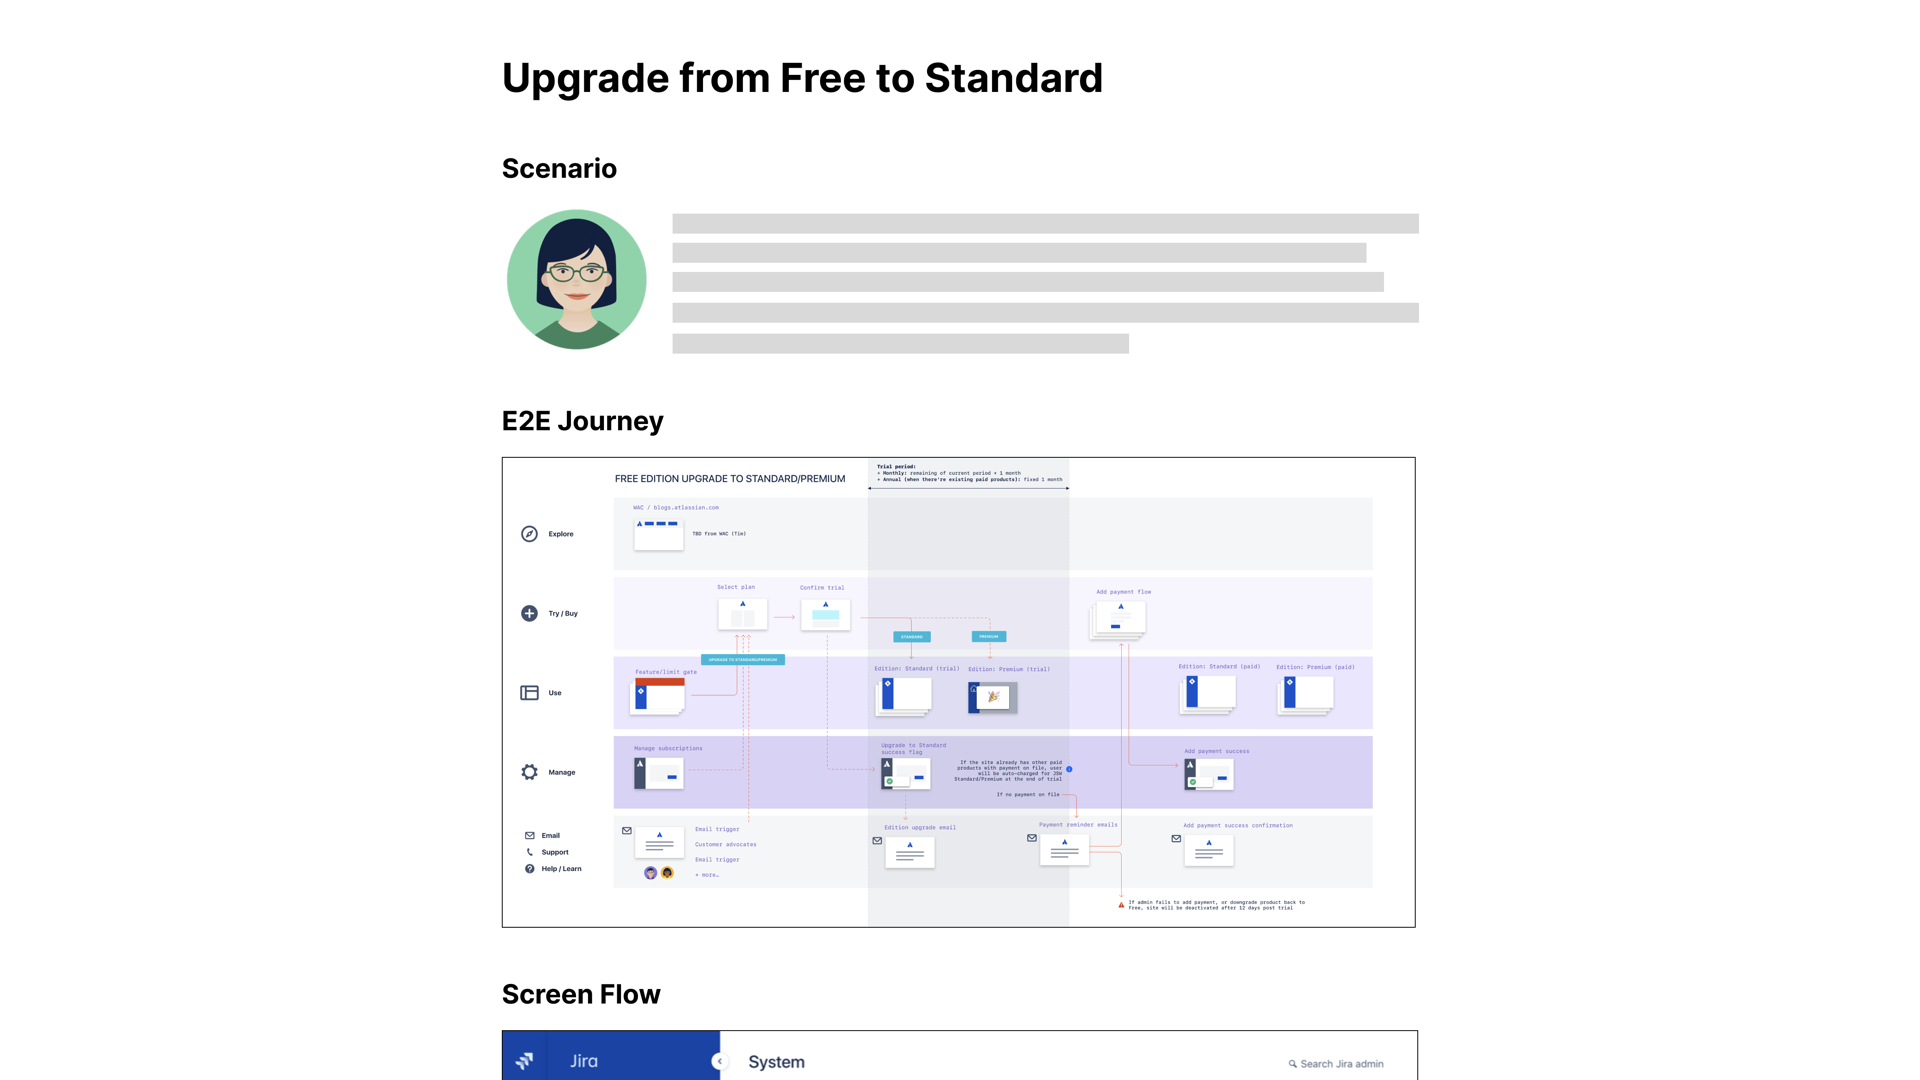 Upgrade from Free to Standard
Scenario
E2E Journey
FREE EDITION UPGRADE TO STANDARD/PREMIUM
Trial period:
+ Monthly: remaining of current period + 1 month
+ Annual (when there're existing paid products): fixed 1 month
Explore
WAC / blogs.atlassian.com
TBD from WAC (Tim)
Try / Buy
Select plan
Confirm trial
Add payment flow
STANDARD
PREMIUM
UPGRADE TO STANDARD/PREMIUM
Use
Feature/limit gate
Edition: Standard (trial)
Edition: Premium (trial)
Edition: Standard (paid)
Edition: Premium (paid)
Manage
Manage subscriptions
Upgrade to Standard
success flag
If the site already has other paid
products with payment on file, user
will be auto-charged for JSW
Standard/Premium at the end of trial
If no payment on file
Add payment success
Email
Support
Help / Learn
Email trigger
Customer advocates
Email trigger
+ more…
Edition upgrade email
Payment reminder emails
Add payment success confirmation
If admin fails to add payment, or downgrade product back to
Free, site will be deactivated after 12 days post trial
Screen Flow
Jira
System
Search Jira admin